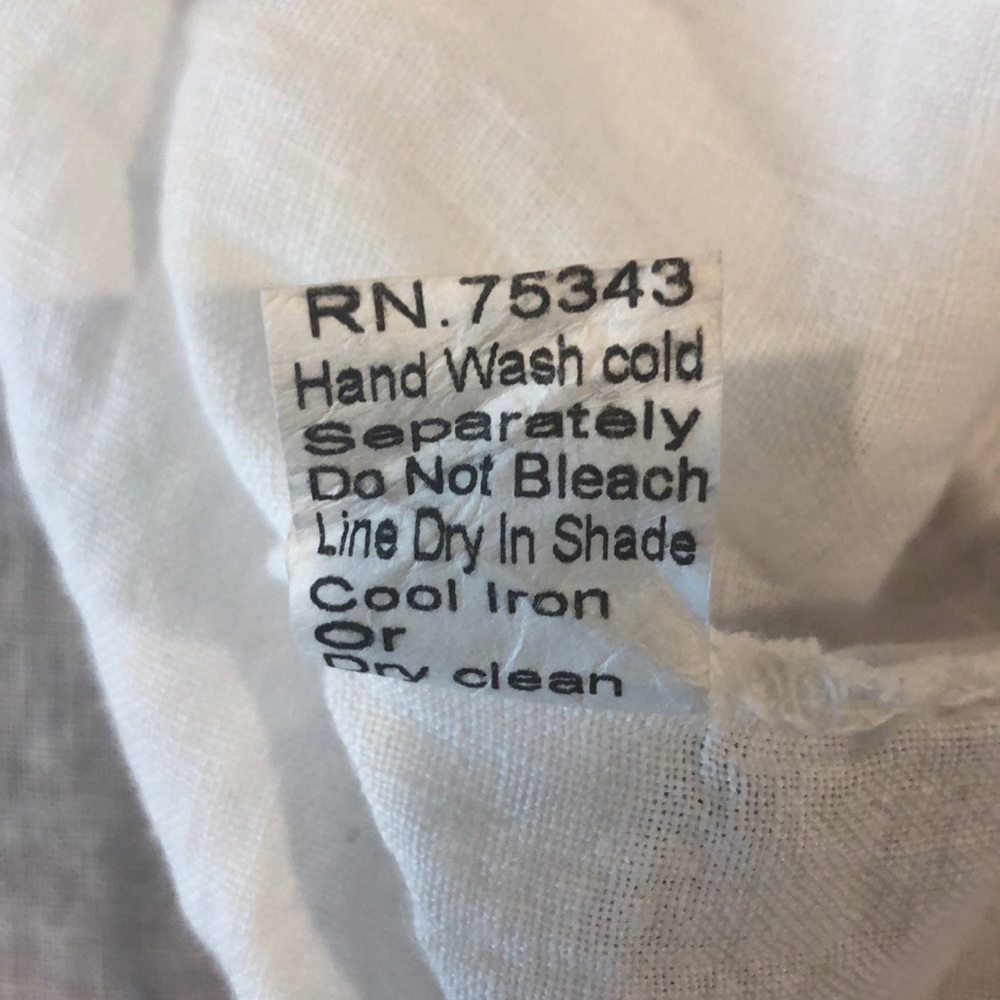 RN.75343
Hand Wash cold
Separately
Do Not Bleach
Line Dry In Shade
Cool Iron
Or
Dry clean